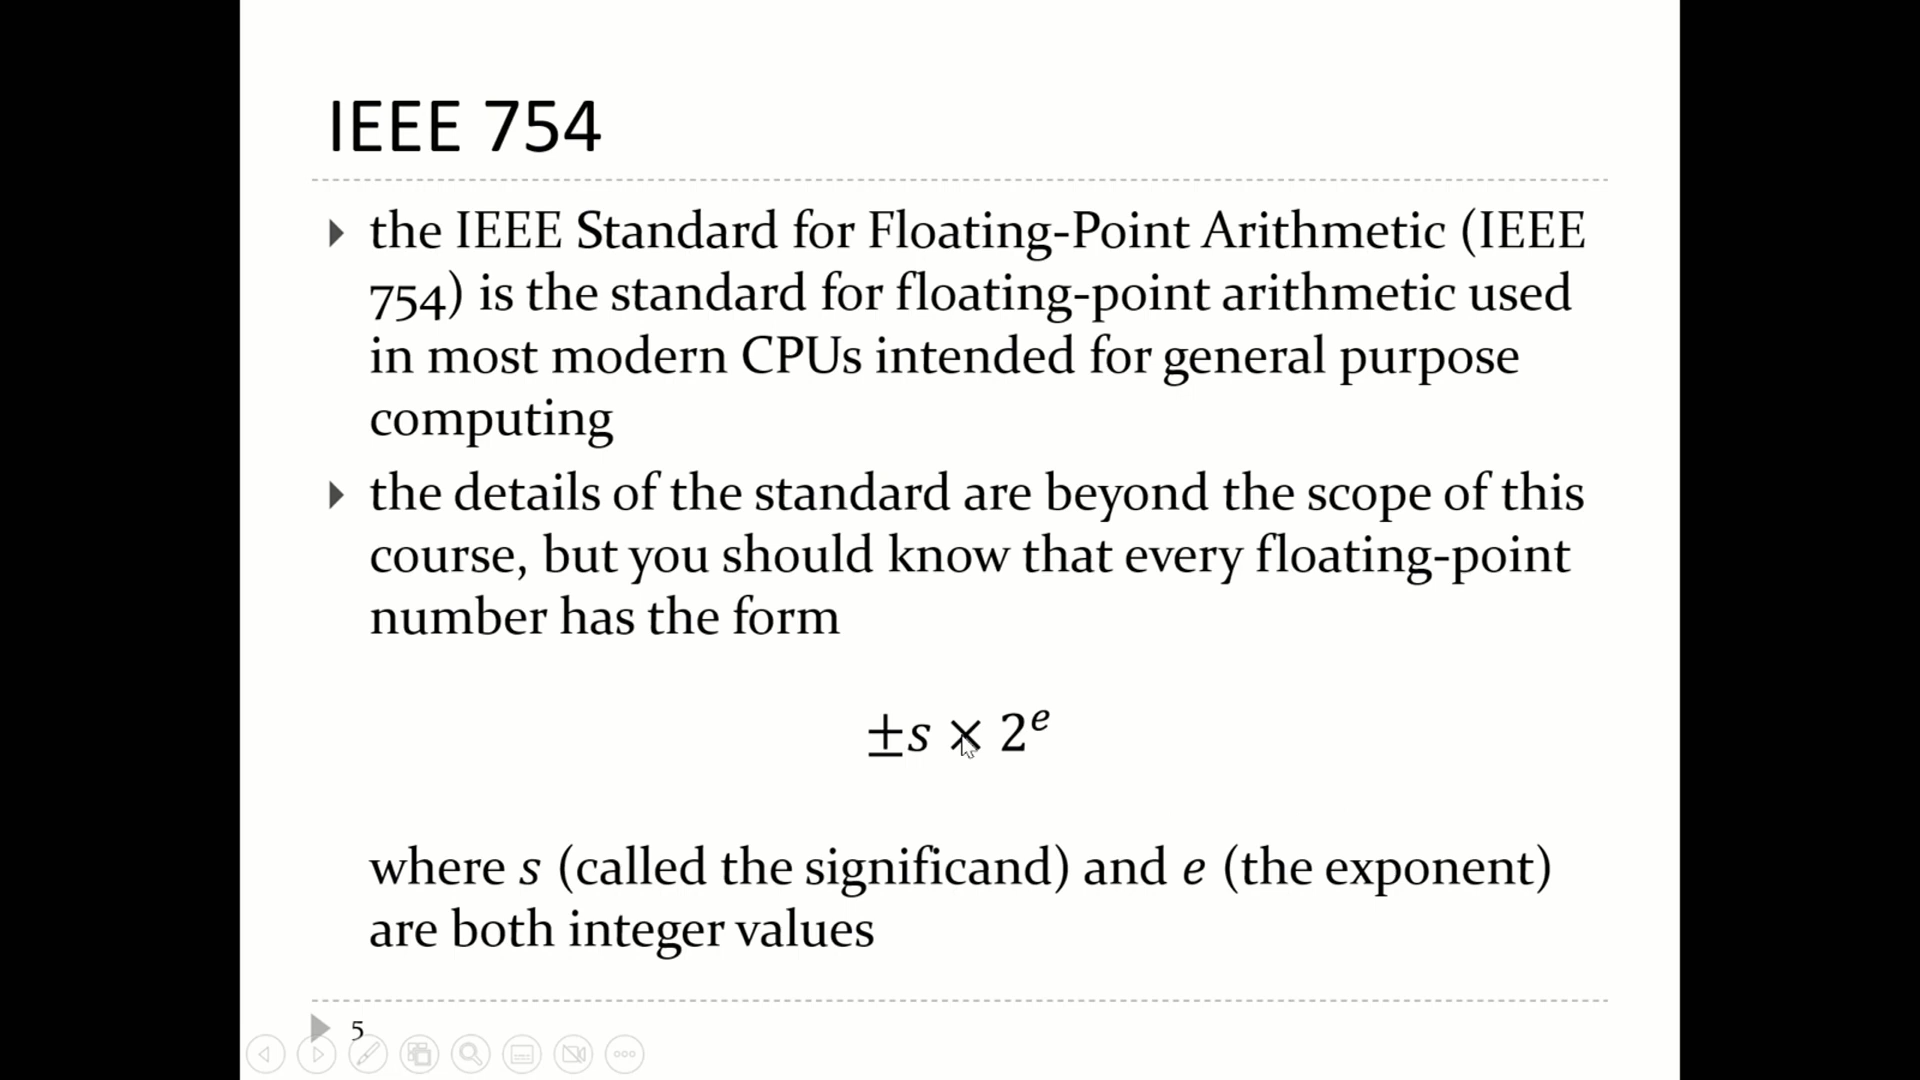 IEEE 754
the IEEE Standard for Floating-Point Arithmetic (IEEE
754) is the standard for floating-point arithmetic used
in most modern CPUs intended for general purpose
computing
the details of the standard are beyond the scope of this
course, but you should know that every floating-point
number has the form
±s × 2ᵉ
where s (called the significand) and e (the exponent)
are both integer values
5